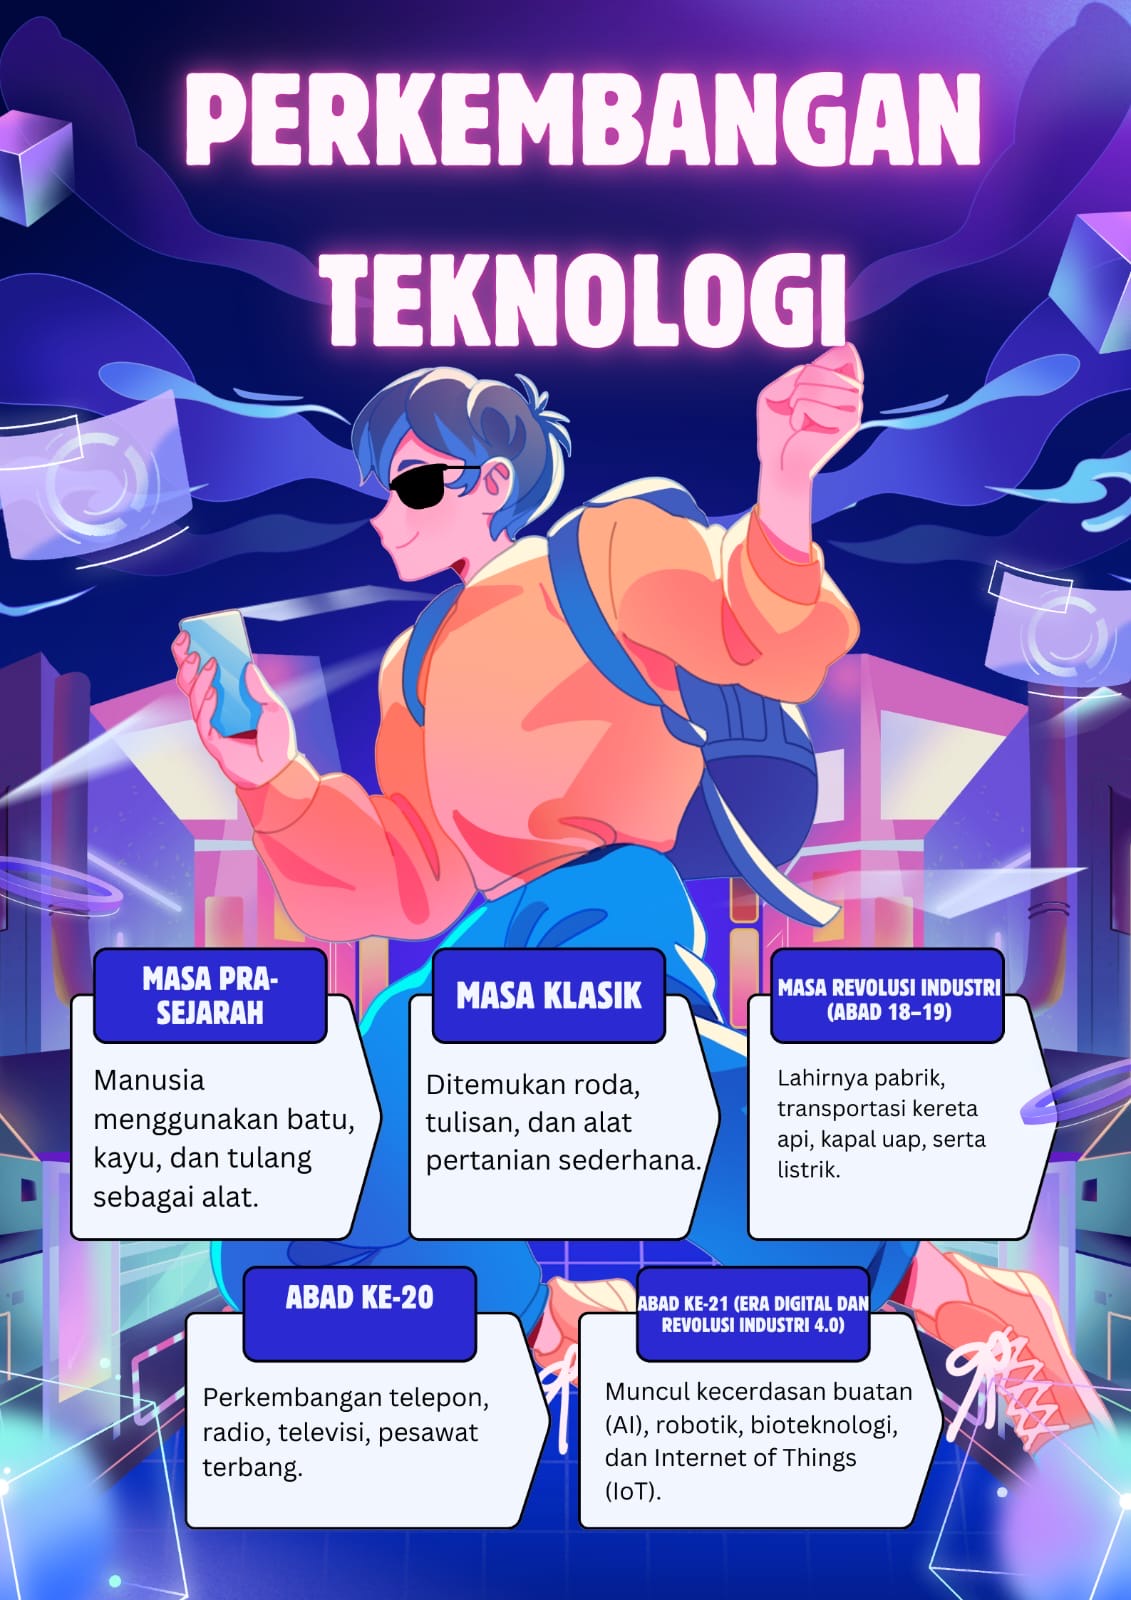 PERKEMBANGAN
TEKNOLOGI
MASA PRA-
SEJARAH
Manusia
menggunakan batu,
kayu, dan tulang
sebagai alat.
MASA KLASIK
Ditemukan roda,
tulisan, dan alat
pertanian sederhana.
MASA REVOLUSI INDUSTRI
(ABAD 18–19)
Lahirnya pabrik,
transportasi kereta
api, kapal uap, serta
listrik.
ABAD KE-20
Perkembangan telepon,
radio, televisi, pesawat
terbang.
ABAD KE-21 (ERA DIGITAL DAN
REVOLUSI INDUSTRI 4.0)
Muncul kecerdasan buatan
(AI), robotik, bioteknologi,
dan Internet of Things
(IoT).